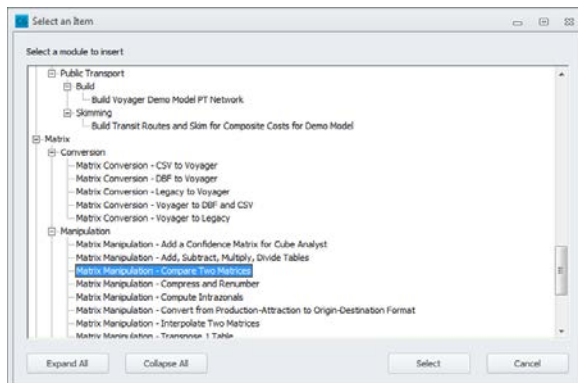 Select an Item
Select a module to insert
Public Transport
Build
Build Voyager Demo Model PT Network
Skimming
Build Transit Routes and Skim for Composite Costs for Demo Model
Matrix
Conversion
Matrix Conversion - CSV to Voyager
Matrix Conversion - DBF to Voyager
Matrix Conversion - Legacy to Voyager
Matrix Conversion - Voyager to DBF and CSV
Matrix Conversion - Voyager to Legacy
Manipulation
Matrix Manipulation - Add a Confidence Matrix for Cube Analyst
Matrix Manipulation - Add, Subtract, Multiply, Divide Tables
Matrix Manipulation - Compare Two Matrices
Matrix Manipulation - Compress and Renumber
Matrix Manipulation - Compute Intrazonals
Matrix Manipulation - Convert from Production-Attraction to Origin-Destination Format
Matrix Manipulation - Interpolate Two Matrices
Matrix Manipulation - Transpose 1 Table
Expand All Collapse All Select Cancel